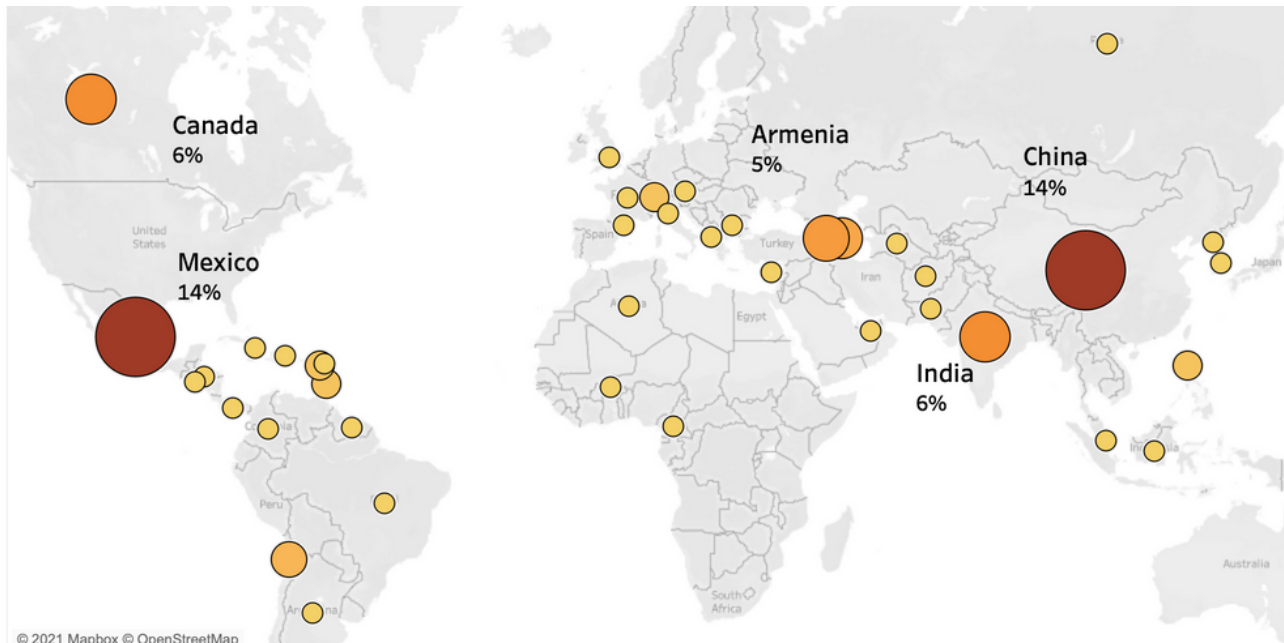 Canada
6%
Armenia
5%
China
14%
United
States
Mexico
14%
Spain
Turkey
Iran
Japan
Egypt
India
6%
Peru
South
Africa
Australia
© 2021 Mapbox © OpenStreetMap